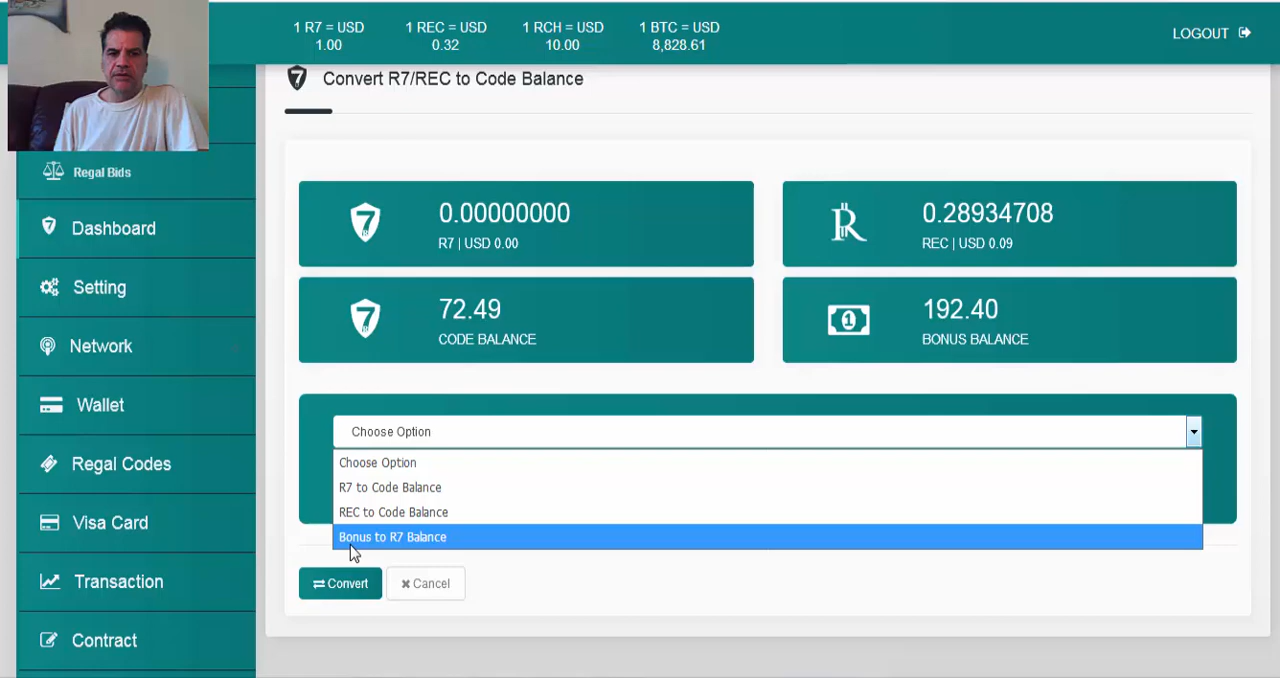 1 R7 = USD
1.00
1 REC = USD
0.32
1 RCH = USD
10.00
1 BTC = USD
8,828.61
LOGOUT
Convert R7/REC to Code Balance
Regal Bids
Dashboard
Setting
Network
Wallet
Regal Codes
Visa Card
Transaction
Contract
0.00000000
R7 | USD 0.00
0.28934708
REC | USD 0.09
72.49
CODE BALANCE
192.40
BONUS BALANCE
Choose Option
Choose Option
R7 to Code Balance
REC to Code Balance
Bonus to R7 Balance
Convert
Cancel